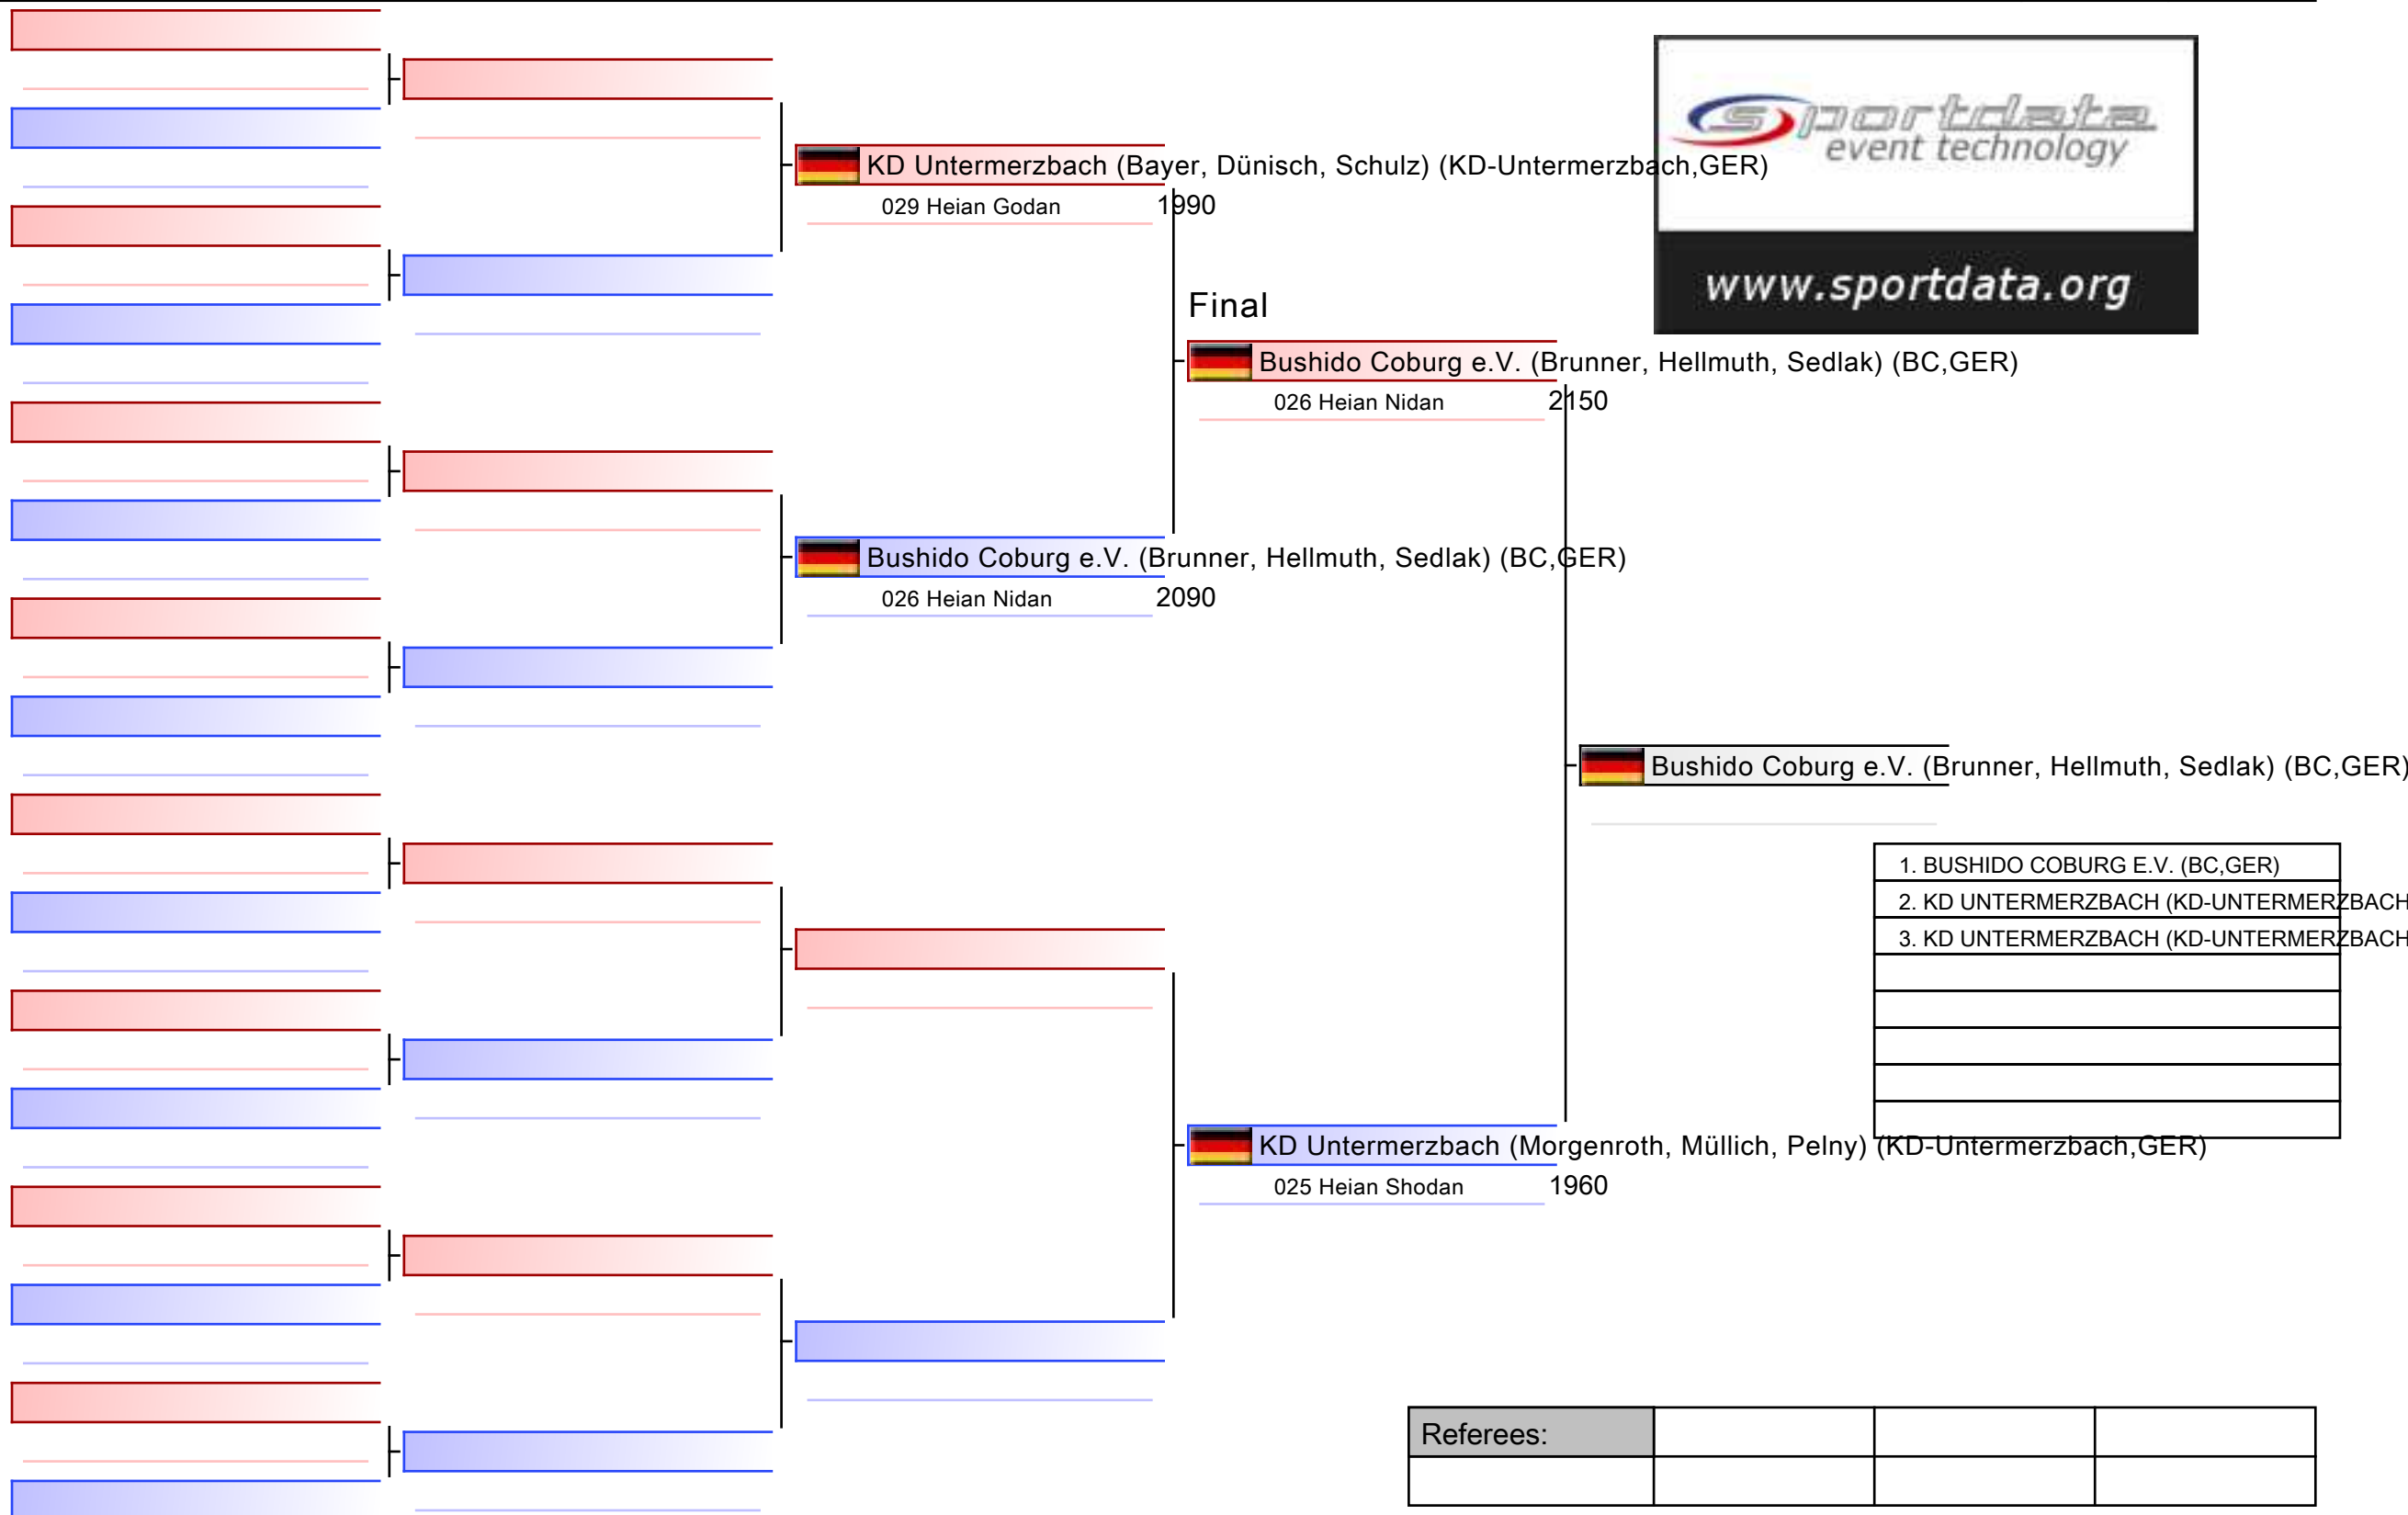 sportdata
event technology
www.sportdata.org
KD Untermerzbach (Bayer, Dünisch, Schulz) (KD-Untermerzbach,GER)
029 Heian Godan 1990
Final
Bushido Coburg e.V. (Brunner, Hellmuth, Sedlak) (BC,GER)
026 Heian Nidan 2150
Bushido Coburg e.V. (Brunner, Hellmuth, Sedlak) (BC,GER)
026 Heian Nidan 2090
Bushido Coburg e.V. (Brunner, Hellmuth, Sedlak) (BC,GER)
1. BUSHIDO COBURG E.V. (BC,GER)
2. KD UNTERMERZBACH (KD-UNTERMERZBACH
3. KD UNTERMERZBACH (KD-UNTERMERZBACH
KD Untermerzbach (Morgenroth, Müllich, Pelny) (KD-Untermerzbach,GER)
025 Heian Shodan 1960
Referees: